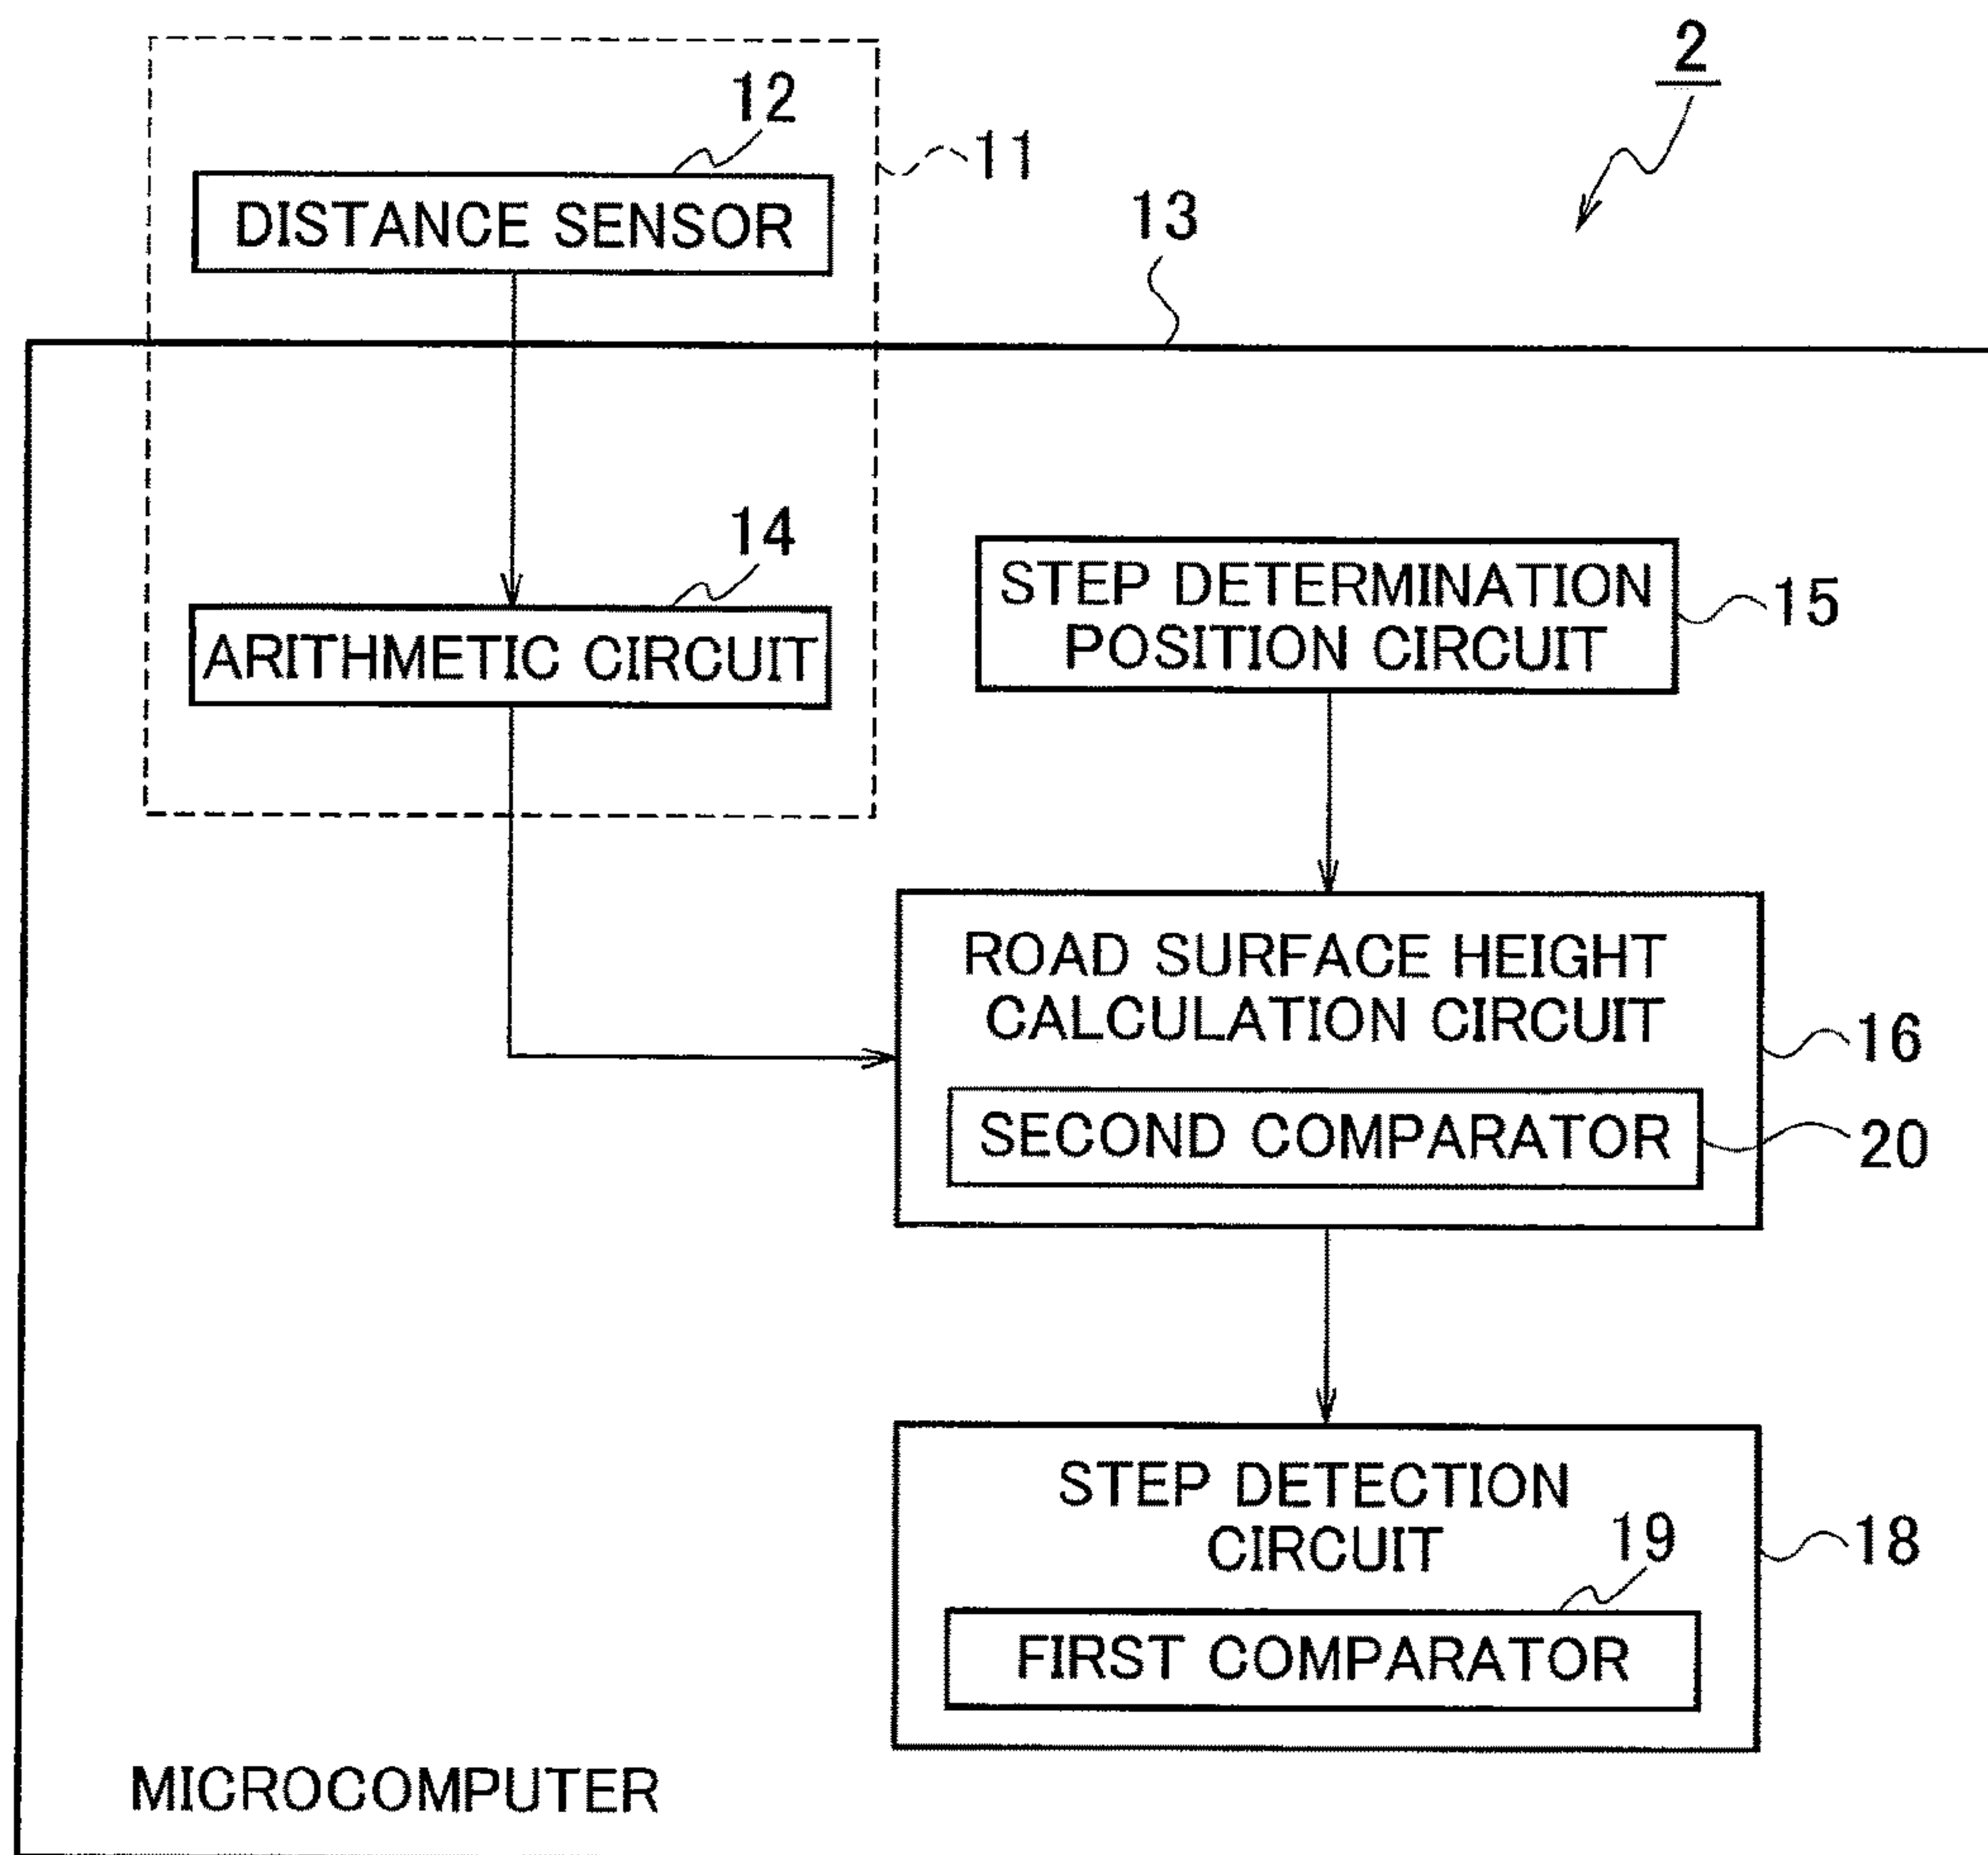 2
12
11
DISTANCE SENSOR
13
14
ARITHMETIC CIRCUIT
STEP DETERMINATION
POSITION CIRCUIT
15
ROAD SURFACE HEIGHT
CALCULATION CIRCUIT
16
SECOND COMPARATOR
20
STEP DETECTION
CIRCUIT
18
19
FIRST COMPARATOR
MICROCOMPUTER